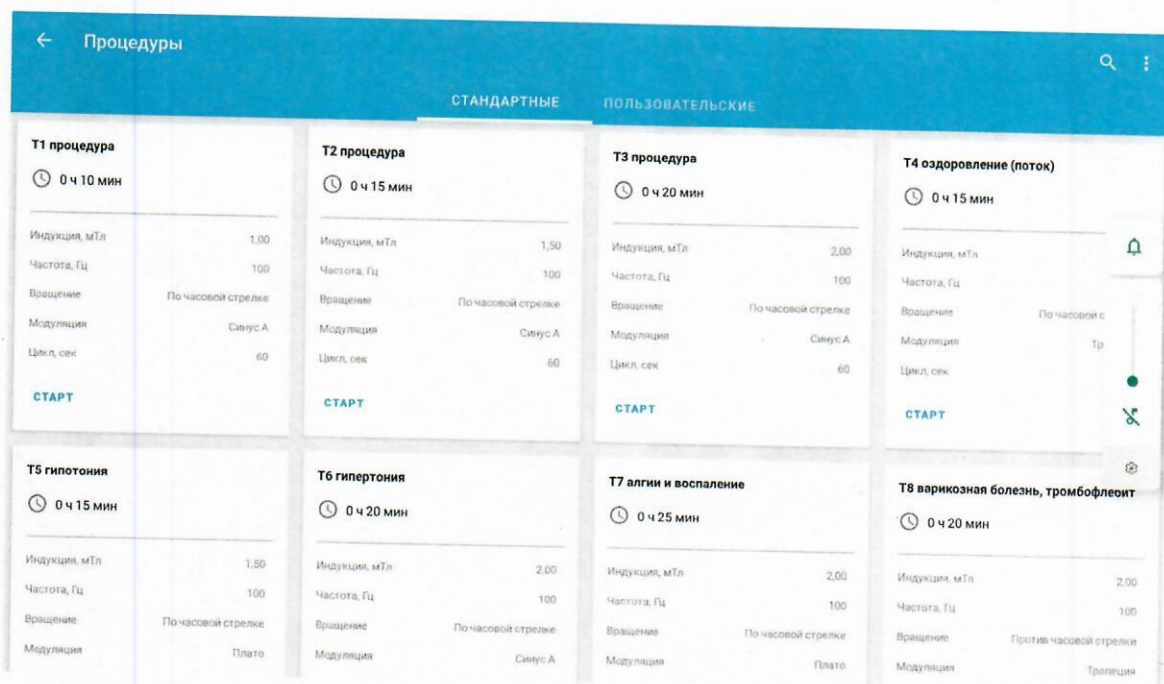 Процедуры
СТАНДАРТНЫЕ ПОЛЬЗОВАТЕЛЬСКИЕ
Т1 процедура
0 ч 10 мин
Индукция, мТл 1,00
Частота, Гц 100
Вращение По часовой стрелке
Модуляция Синус А
Цикл, сек 60
СТАРТ
Т2 процедура
0 ч 15 мин
Индукция, мТл 1,50
Частота, Гц 100
Вращение По часовой стрелке
Модуляция Синус А
Цикл, сек 60
СТАРТ
Т3 процедура
0 ч 20 мин
Индукция, мТл 2,00
Частота, Гц 100
Вращение По часовой стрелке
Модуляция Синус А
Цикл, сек 60
СТАРТ
Т4 оздоровление (поток)
0 ч 15 мин
Индукция, мТл
Частота, Гц
Вращение По часовой с
Модуляция Тр
Цикл, сек
СТАРТ
Т5 гипотония
0 ч 15 мин
Индукция, мТл 1,50
Частота, Гц 100
Вращение По часовой стрелке
Модуляция Плато
Т6 гипертония
0 ч 20 мин
Индукция, мТл 2,00
Частота, Гц 100
Вращение По часовой стрелке
Модуляция Синус А
Т7 алгии и воспаление
0 ч 25 мин
Индукция, мТл 2,00
Частота, Гц 100
Вращение По часовой стрелке
Модуляция Плато
Т8 варикозная болезнь, тромбофлебит
0 ч 20 мин
Индукция, мТл 2,00
Частота, Гц 100
Вращение Против часовой стрелки
Модуляция Трапеция